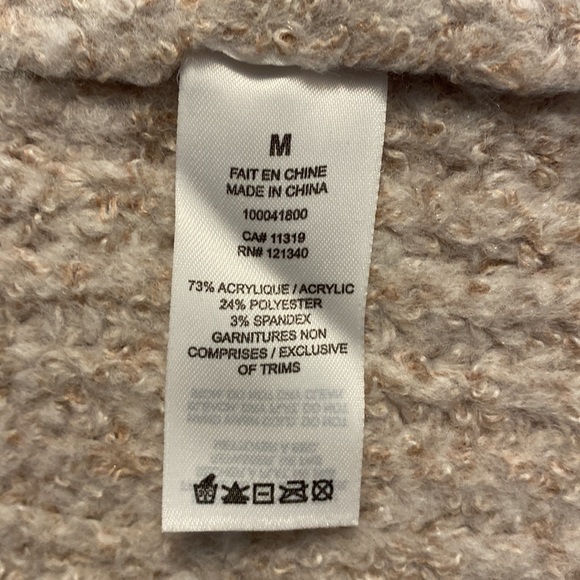 M
FAIT EN CHINE
MADE IN CHINA
100041800
CA# 11319
RN# 121340
73% ACRYLIQUE / ACRYLIC
24% POLYESTER
3% SPANDEX
GARNITURES NON
COMPRISES / EXCLUSIVE
OF TRIMS